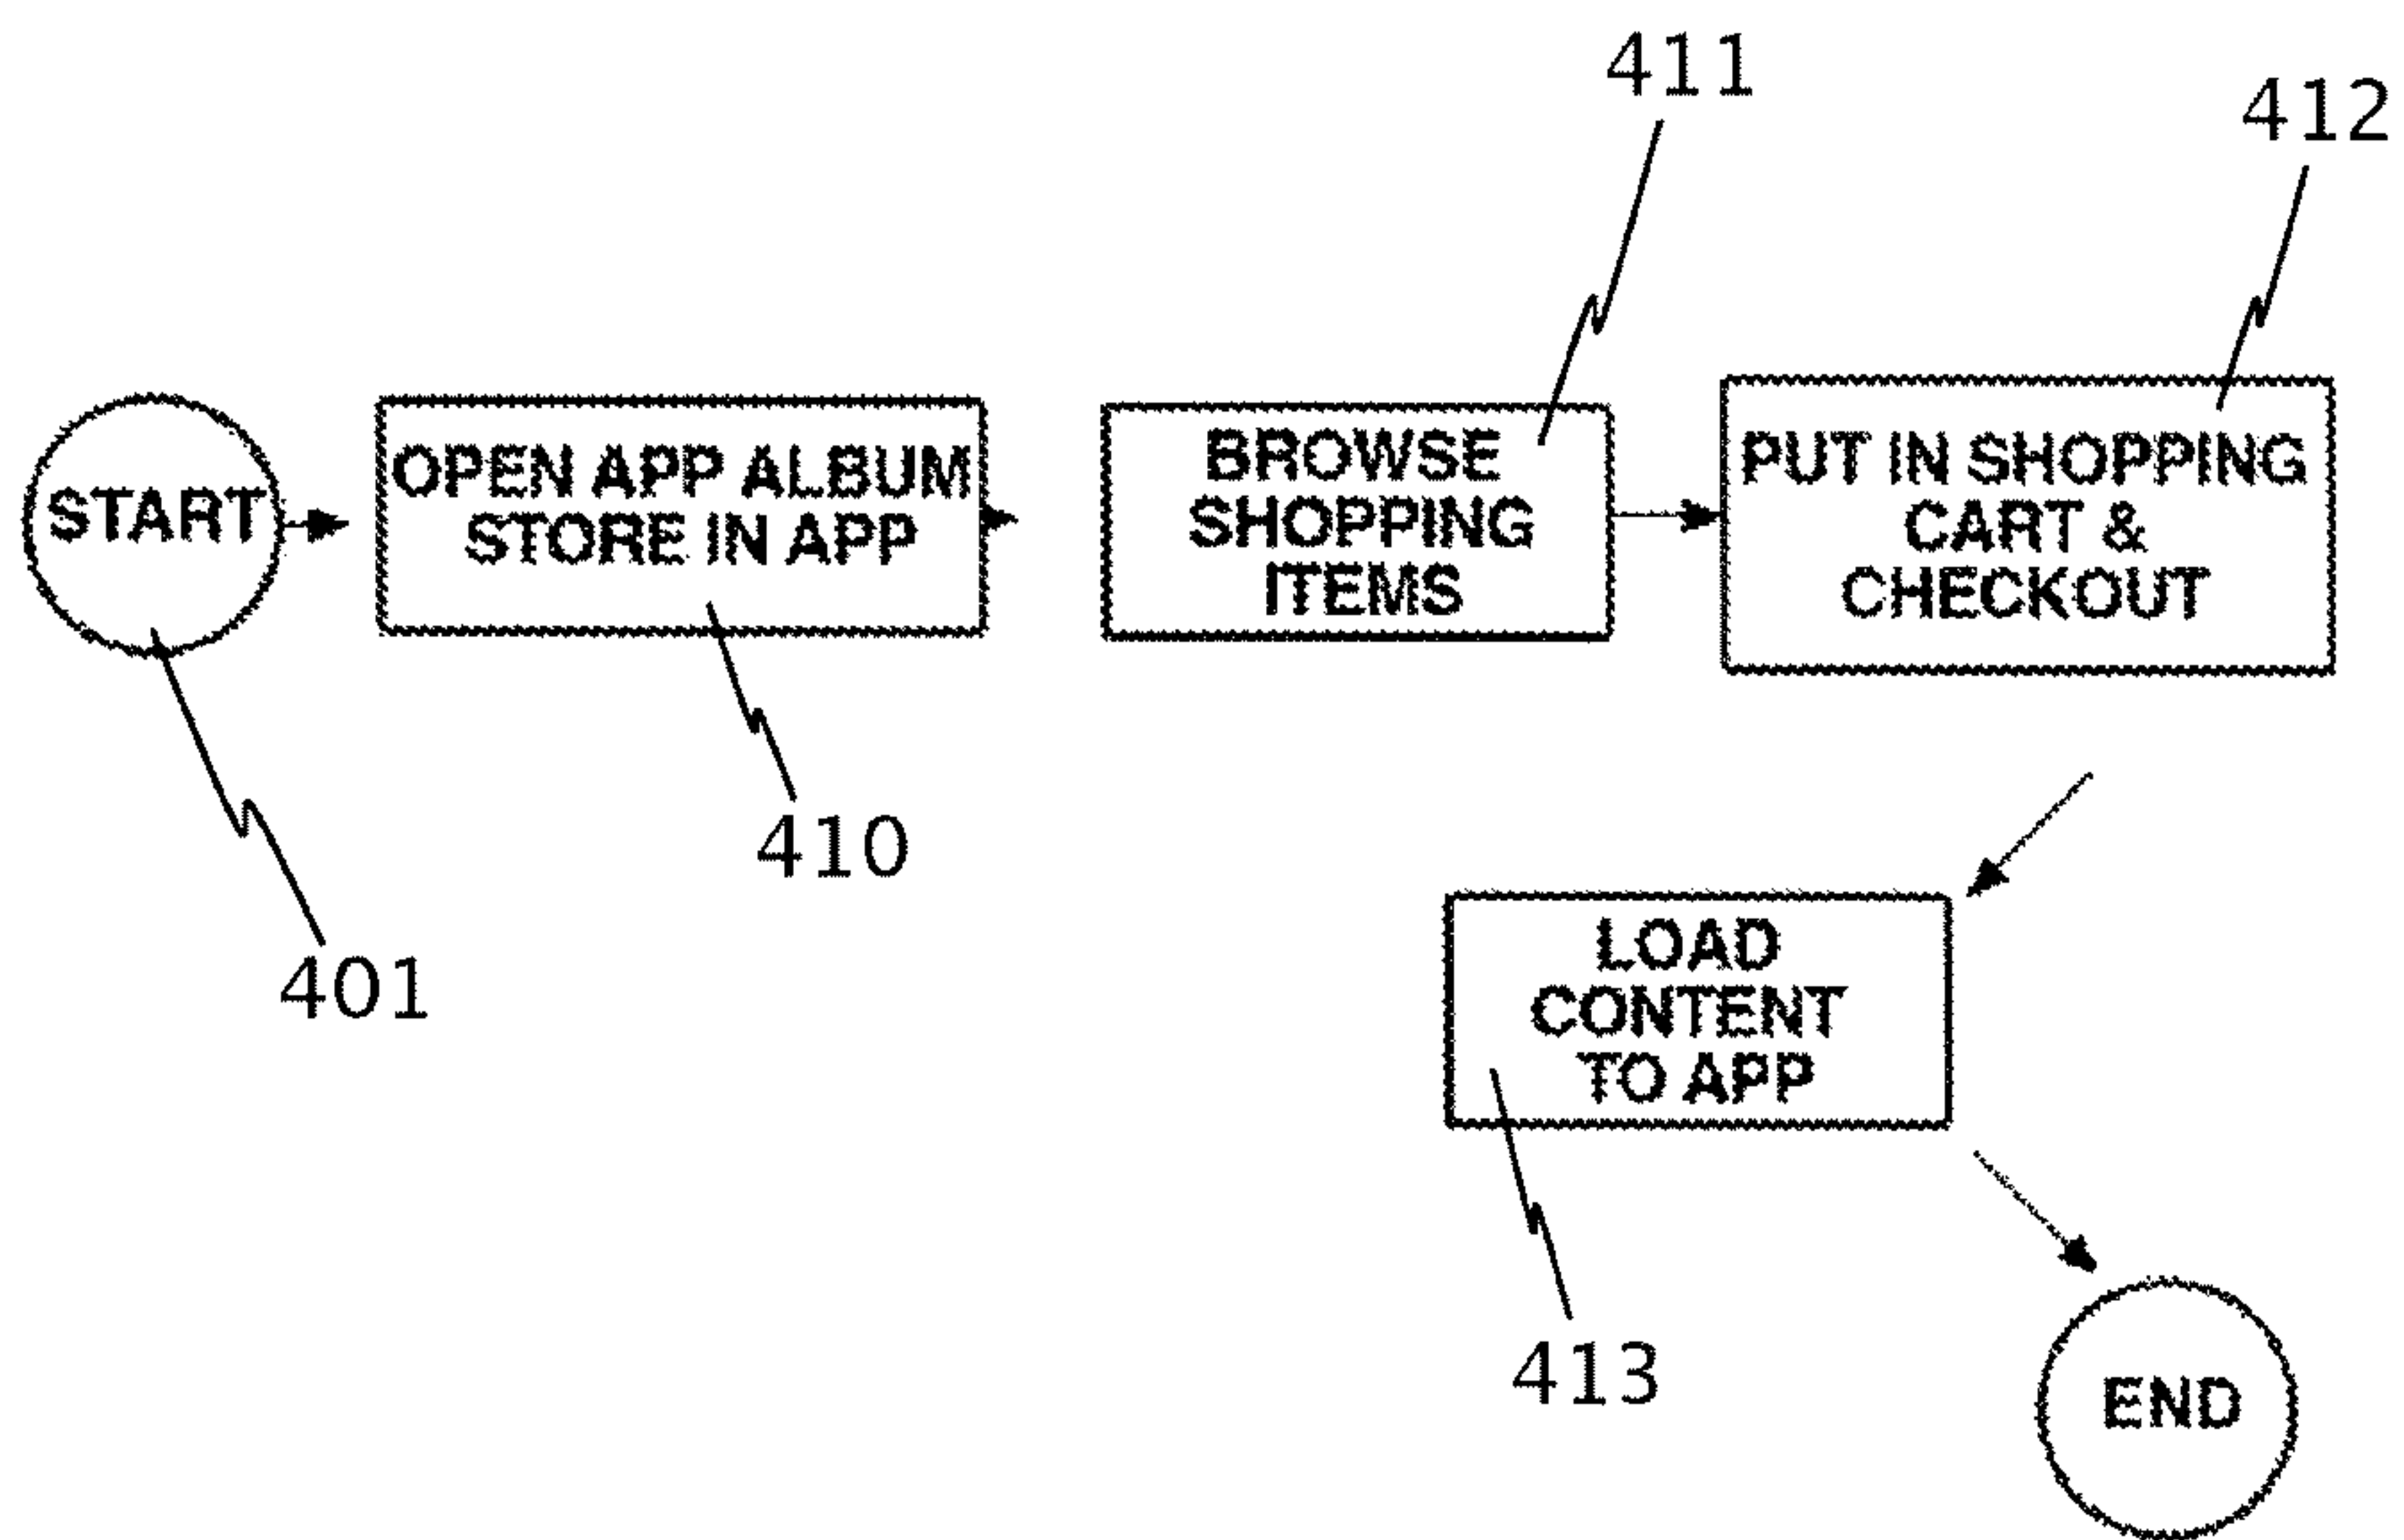 411
412
START
OPEN APP ALBUM
STORE IN APP
BROWSE
SHOPPING
ITEMS
PUT IN SHOPPING
CART &
CHECKOUT
410
401
LOAD
CONTENT
TO APP
413
END